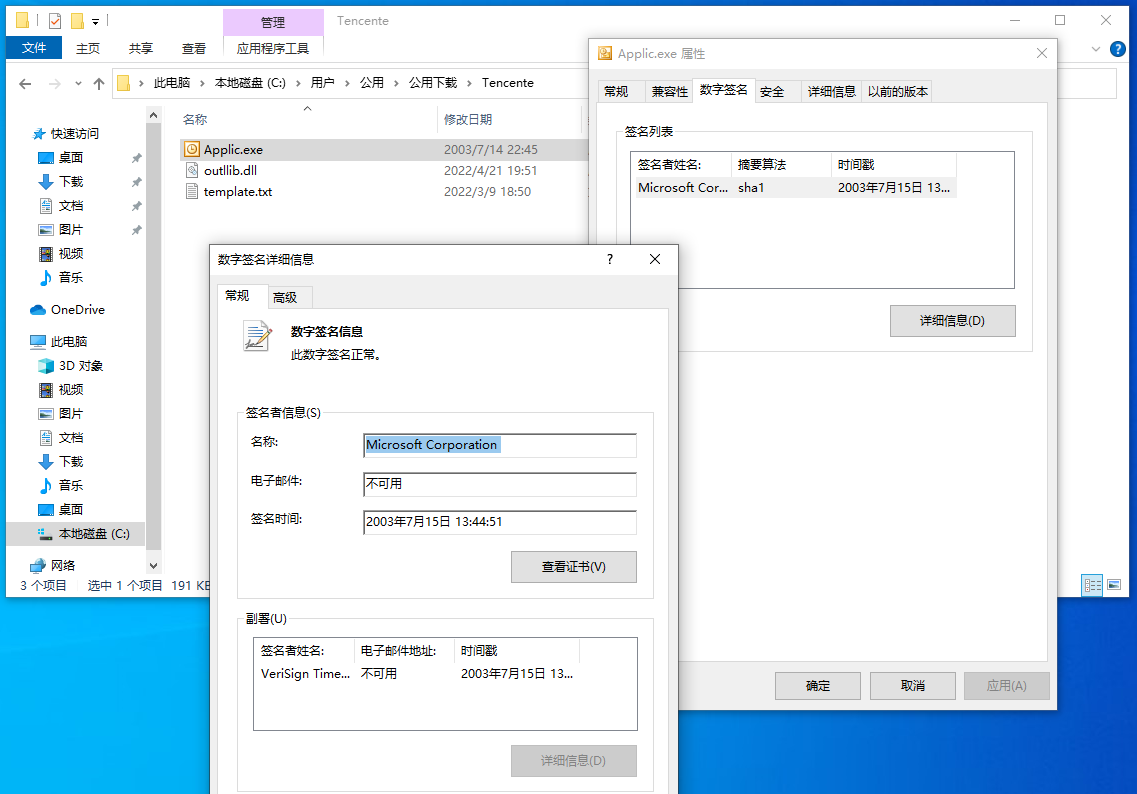 管理
Tencente
文件
主页
共享
查看
应用程序工具
此电脑
本地磁盘 (C:)
用户
公用
公用下载
Tencente
快速访问
桌面
下载
文档
图片
视频
音乐
OneDrive
此电脑
3D 对象
视频
图片
文档
下载
音乐
桌面
本地磁盘 (C:)
网络
3 个项目 选中 1 个项目 191 KB
名称 修改日期
Applic.exe 2003/7/14 22:45
outllib.dll 2022/4/21 19:51
template.txt 2022/3/9 18:50
Applic.exe 属性
常规 兼容性 数字签名 安全 详细信息 以前的版本
签名列表
签名者姓名: 摘要算法 时间戳
Microsoft Cor... sha1 2003年7月15日 13...
详细信息(D)
确定 取消 应用(A)
数字签名详细信息 ?
常规 高级
数字签名信息
此数字签名正常。
签名者信息(S)
名称: Microsoft Corporation
电子邮件: 不可用
签名时间: 2003年7月15日 13:44:51
查看证书(V)
副署(U)
签名者姓名: 电子邮件地址: 时间戳
VeriSign Time... 不可用 2003年7月15日 13...
详细信息(D)